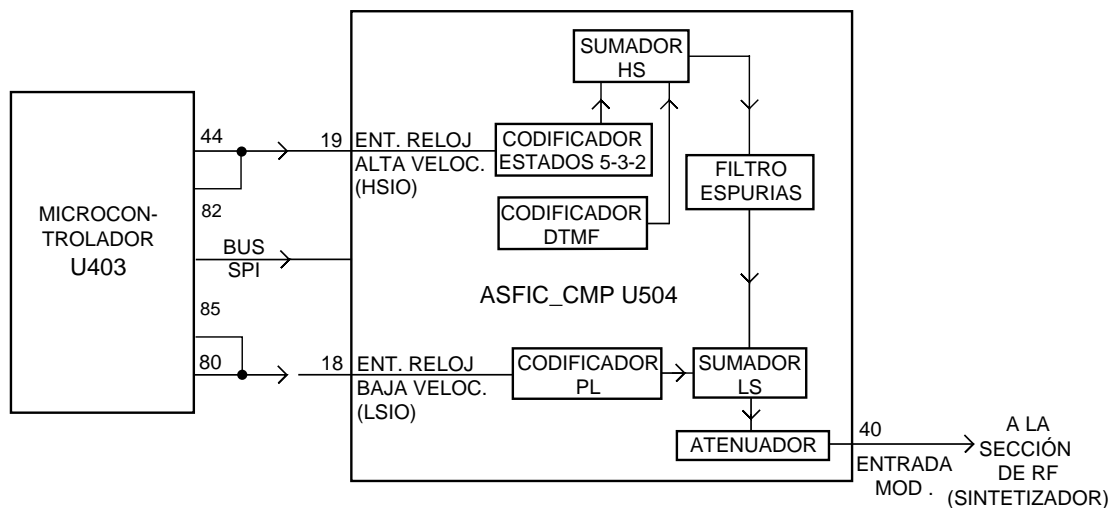 SUMADOR
HS
44
19
ENT. RELOJ
ALTA VELOC.
(HSIO)
CODIFICADOR
ESTADOS 5-3-2
FILTRO
ESPURIAS
MICROCON-
TROLADOR
U403
82
CODIFICADOR
DTMF
BUS
SPI
ASFIC_CMP U504
85
80
18
ENT. RELOJ
BAJA VELOC.
(LSIO)
CODIFICADOR
PL
SUMADOR
LS
ATENUADOR
40
ENTRADA
MOD .
A LA
SECCIÓN
DE RF
(SINTETIZADOR)